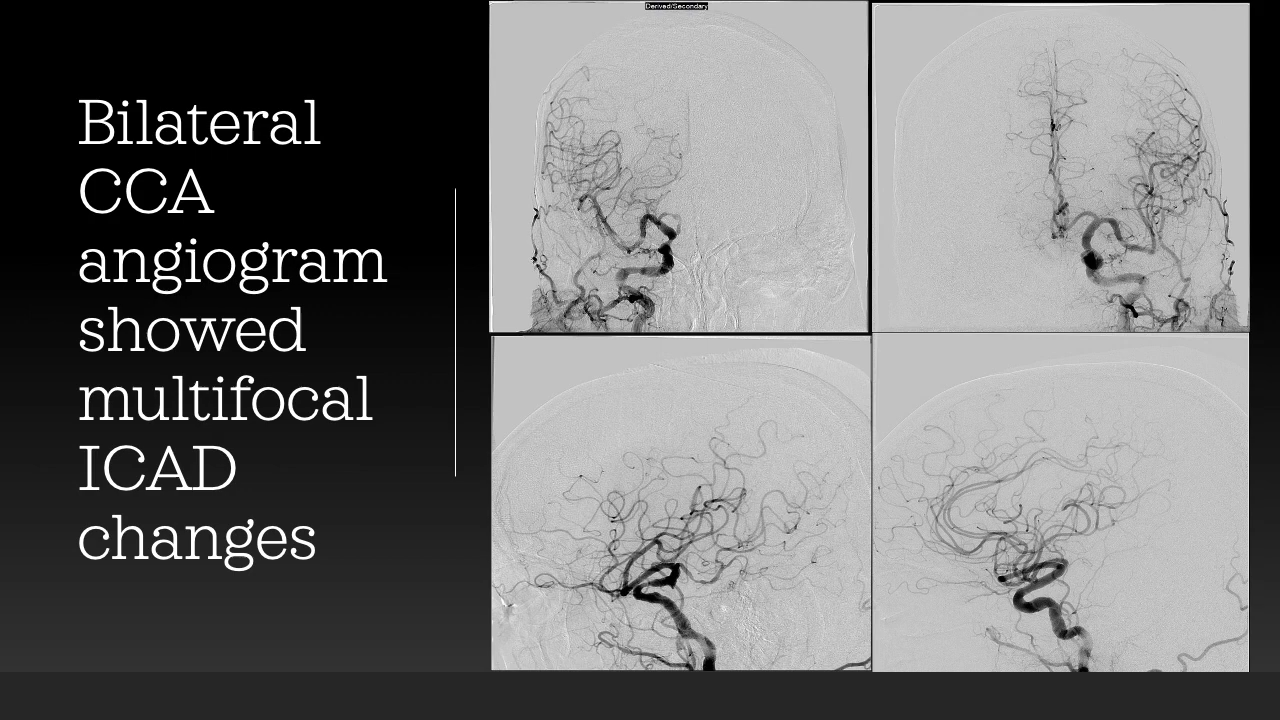 Derived/Secondary
Bilateral
CCA
angiogram
showed
multifocal
ICAD
changes